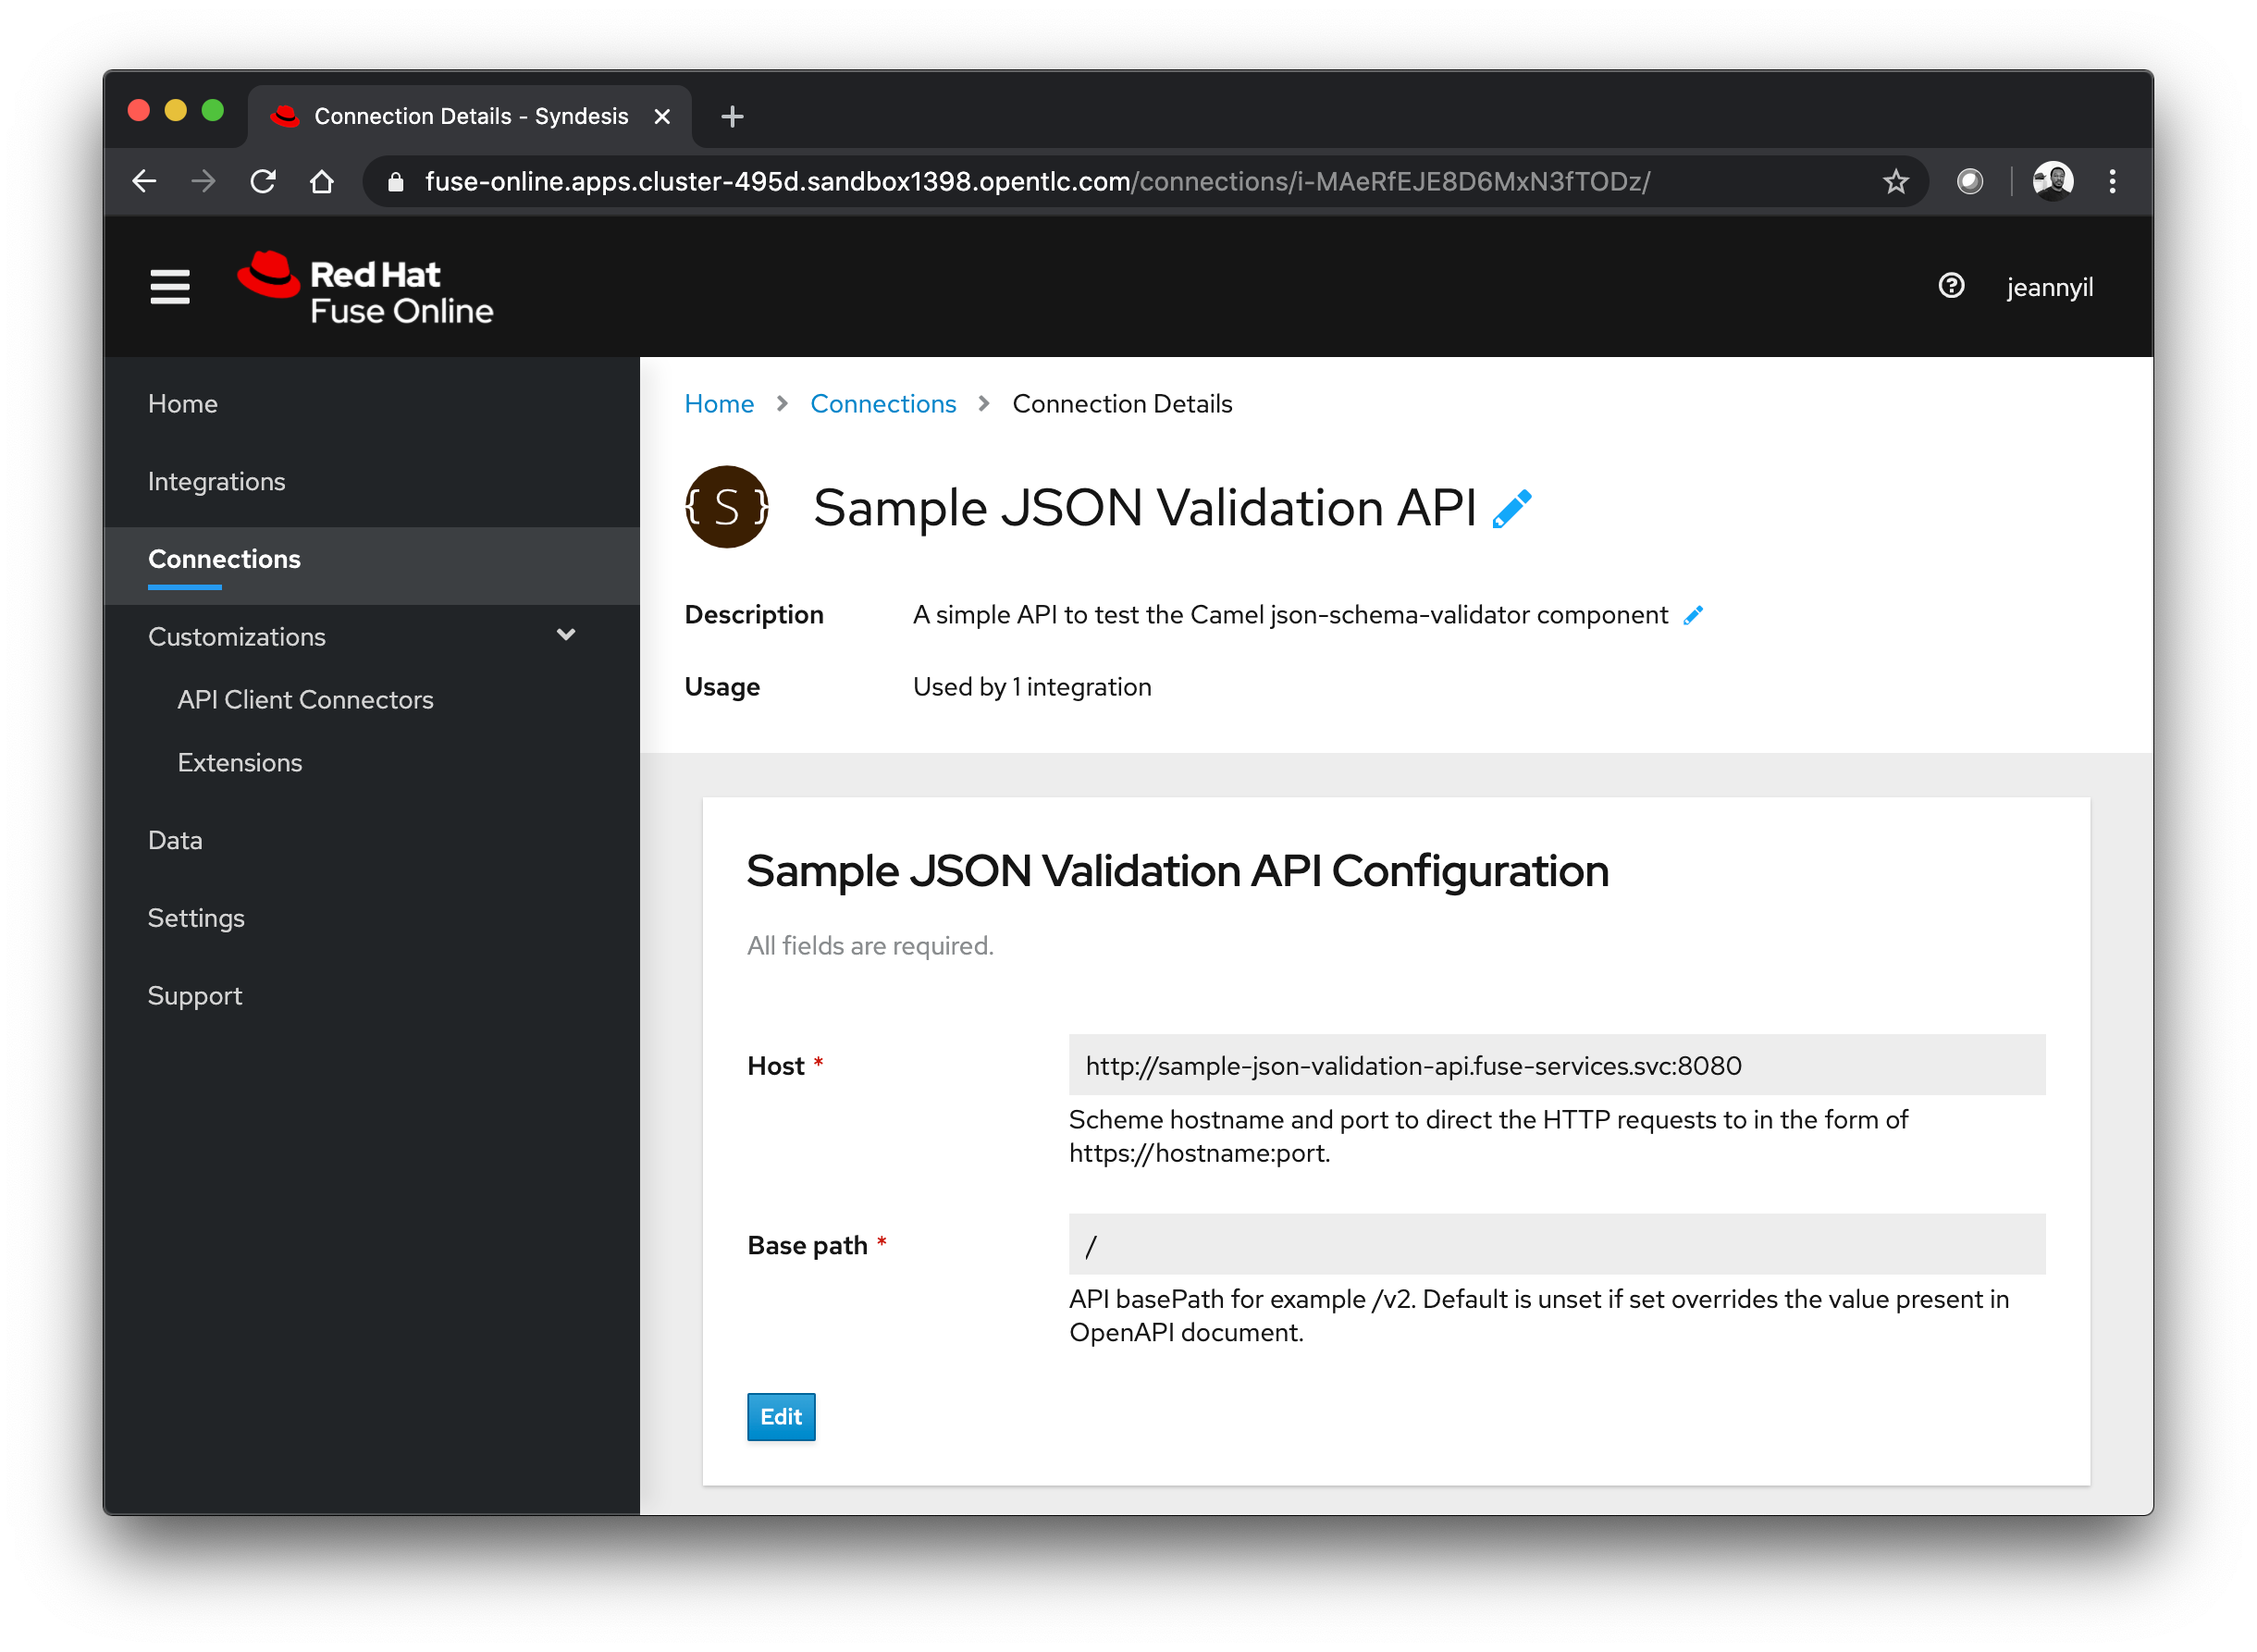 Connection Details - Syndesis
fuse-online.apps.cluster-495d.sandbox1398.opentlc.com/connections/i-MAeRfEJE8D6MxN3fTODz/
Red Hat
Fuse Online
jeannyil
Home
Integrations
Connections
Customizations
API Client Connectors
Extensions
Data
Settings
Support
Home > Connections > Connection Details
{ S }
Sample JSON Validation API
Description A simple API to test the Camel json-schema-validator component
Usage Used by 1 integration
Sample JSON Validation API Configuration
All fields are required.
Host * http://sample-json-validation-api.fuse-services.svc:8080
Scheme hostname and port to direct the HTTP requests to in the form of
https://hostname:port.
Base path * /
API basePath for example /v2. Default is unset if set overrides the value present in
OpenAPI document.
Edit